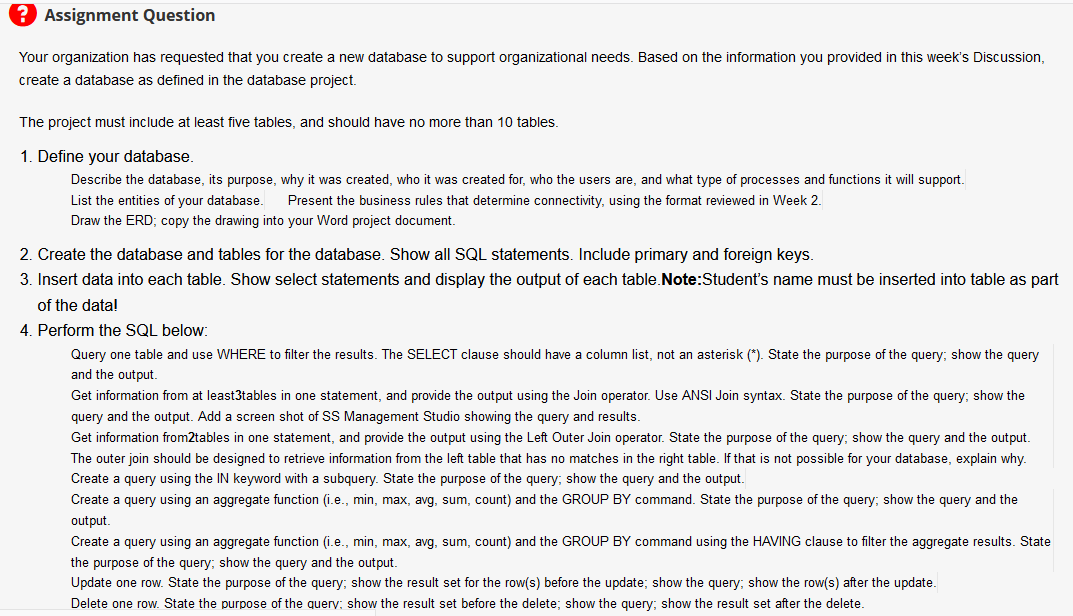 ? Assignment Question
Your organization has requested that you create a new database to support organizational needs. Based on the information you provided in this week's Discussion,
create a database as defined in the database project.
The project must include at least five tables, and should have no more than 10 tables.
1. Define your database.
Describe the database, its purpose, why it was created, who it was created for, who the users are, and what type of processes and functions it will support.
List the entities of your database. Present the business rules that determine connectivity, using the format reviewed in Week 2.
Draw the ERD; copy the drawing into your Word project document.
2. Create the database and tables for the database. Show all SQL statements. Include primary and foreign keys.
3. Insert data into each table. Show select statements and display the output of each table.Note:Student's name must be inserted into table as part
of the data!
4. Perform the SQL below:
Query one table and use WHERE to filter the results. The SELECT clause should have a column list, not an asterisk (*). State the purpose of the query; show the query
and the output.
Get information from at least3tables in one statement, and provide the output using the Join operator. Use ANSI Join syntax. State the purpose of the query; show the
query and the output. Add a screen shot of SS Management Studio showing the query and results.
Get information from2tables in one statement, and provide the output using the Left Outer Join operator. State the purpose of the query; show the query and the output.
The outer join should be designed to retrieve information from the left table that has no matches in the right table. If that is not possible for your database, explain why.
Create a query using the IN keyword with a subquery. State the purpose of the query; show the query and the output.
Create a query using an aggregate function (i.e., min, max, avg, sum, count) and the GROUP BY command. State the purpose of the query; show the query and the
output.
Create a query using an aggregate function (i.e., min, max, avg, sum, count) and the GROUP BY command using the HAVING clause to filter the aggregate results. State
the purpose of the query; show the query and the output.
Update one row. State the purpose of the query; show the result set for the row(s) before the update; show the query; show the row(s) after the update.
Delete one row. State the purpose of the query; show the result set before the delete; show the query; show the result set after the delete.